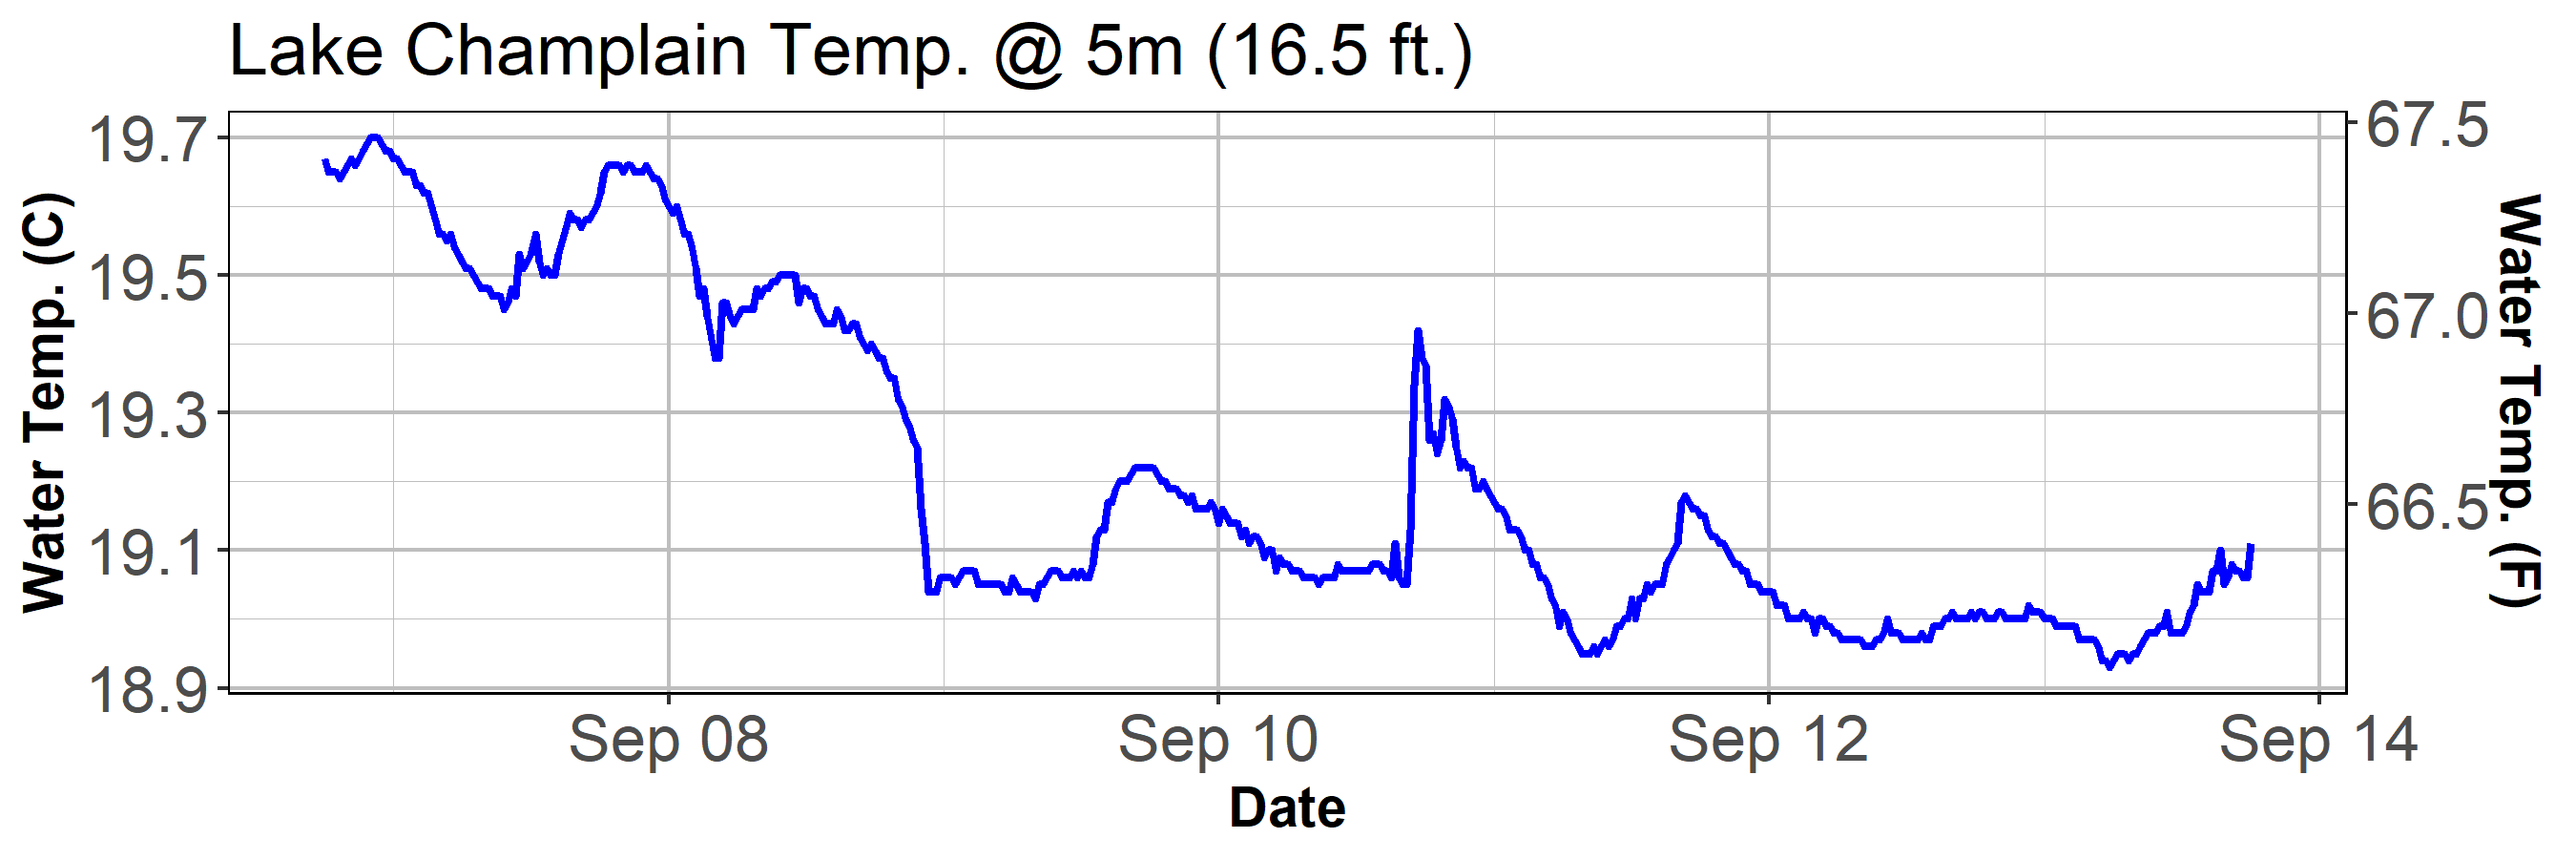 Lake Champlain Temp. @ 5m (16.5 ft.)
Water Temp. (C)
19.7
19.5
19.3
19.1
18.9
67.5
67.0
66.5
Water Temp. (F)
Sep 08
Sep 10
Sep 12
Sep 14
Date